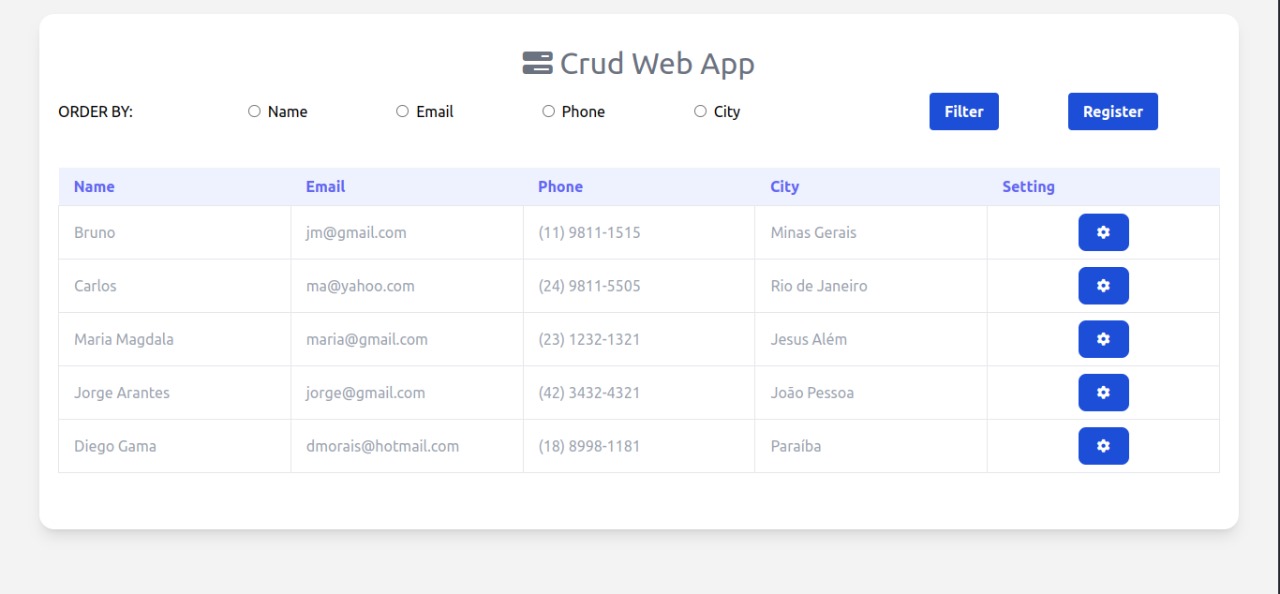 Crud Web App
ORDER BY: Name Email Phone City Filter Register
Name Email Phone City Setting
Bruno jm@gmail.com (11) 9811-1515 Minas Gerais
Carlos ma@yahoo.com (24) 9811-5505 Rio de Janeiro
Maria Magdala maria@gmail.com (23) 1232-1321 Jesus Além
Jorge Arantes jorge@gmail.com (42) 3432-4321 João Pessoa
Diego Gama dmorais@hotmail.com (18) 8998-1181 Paraíba